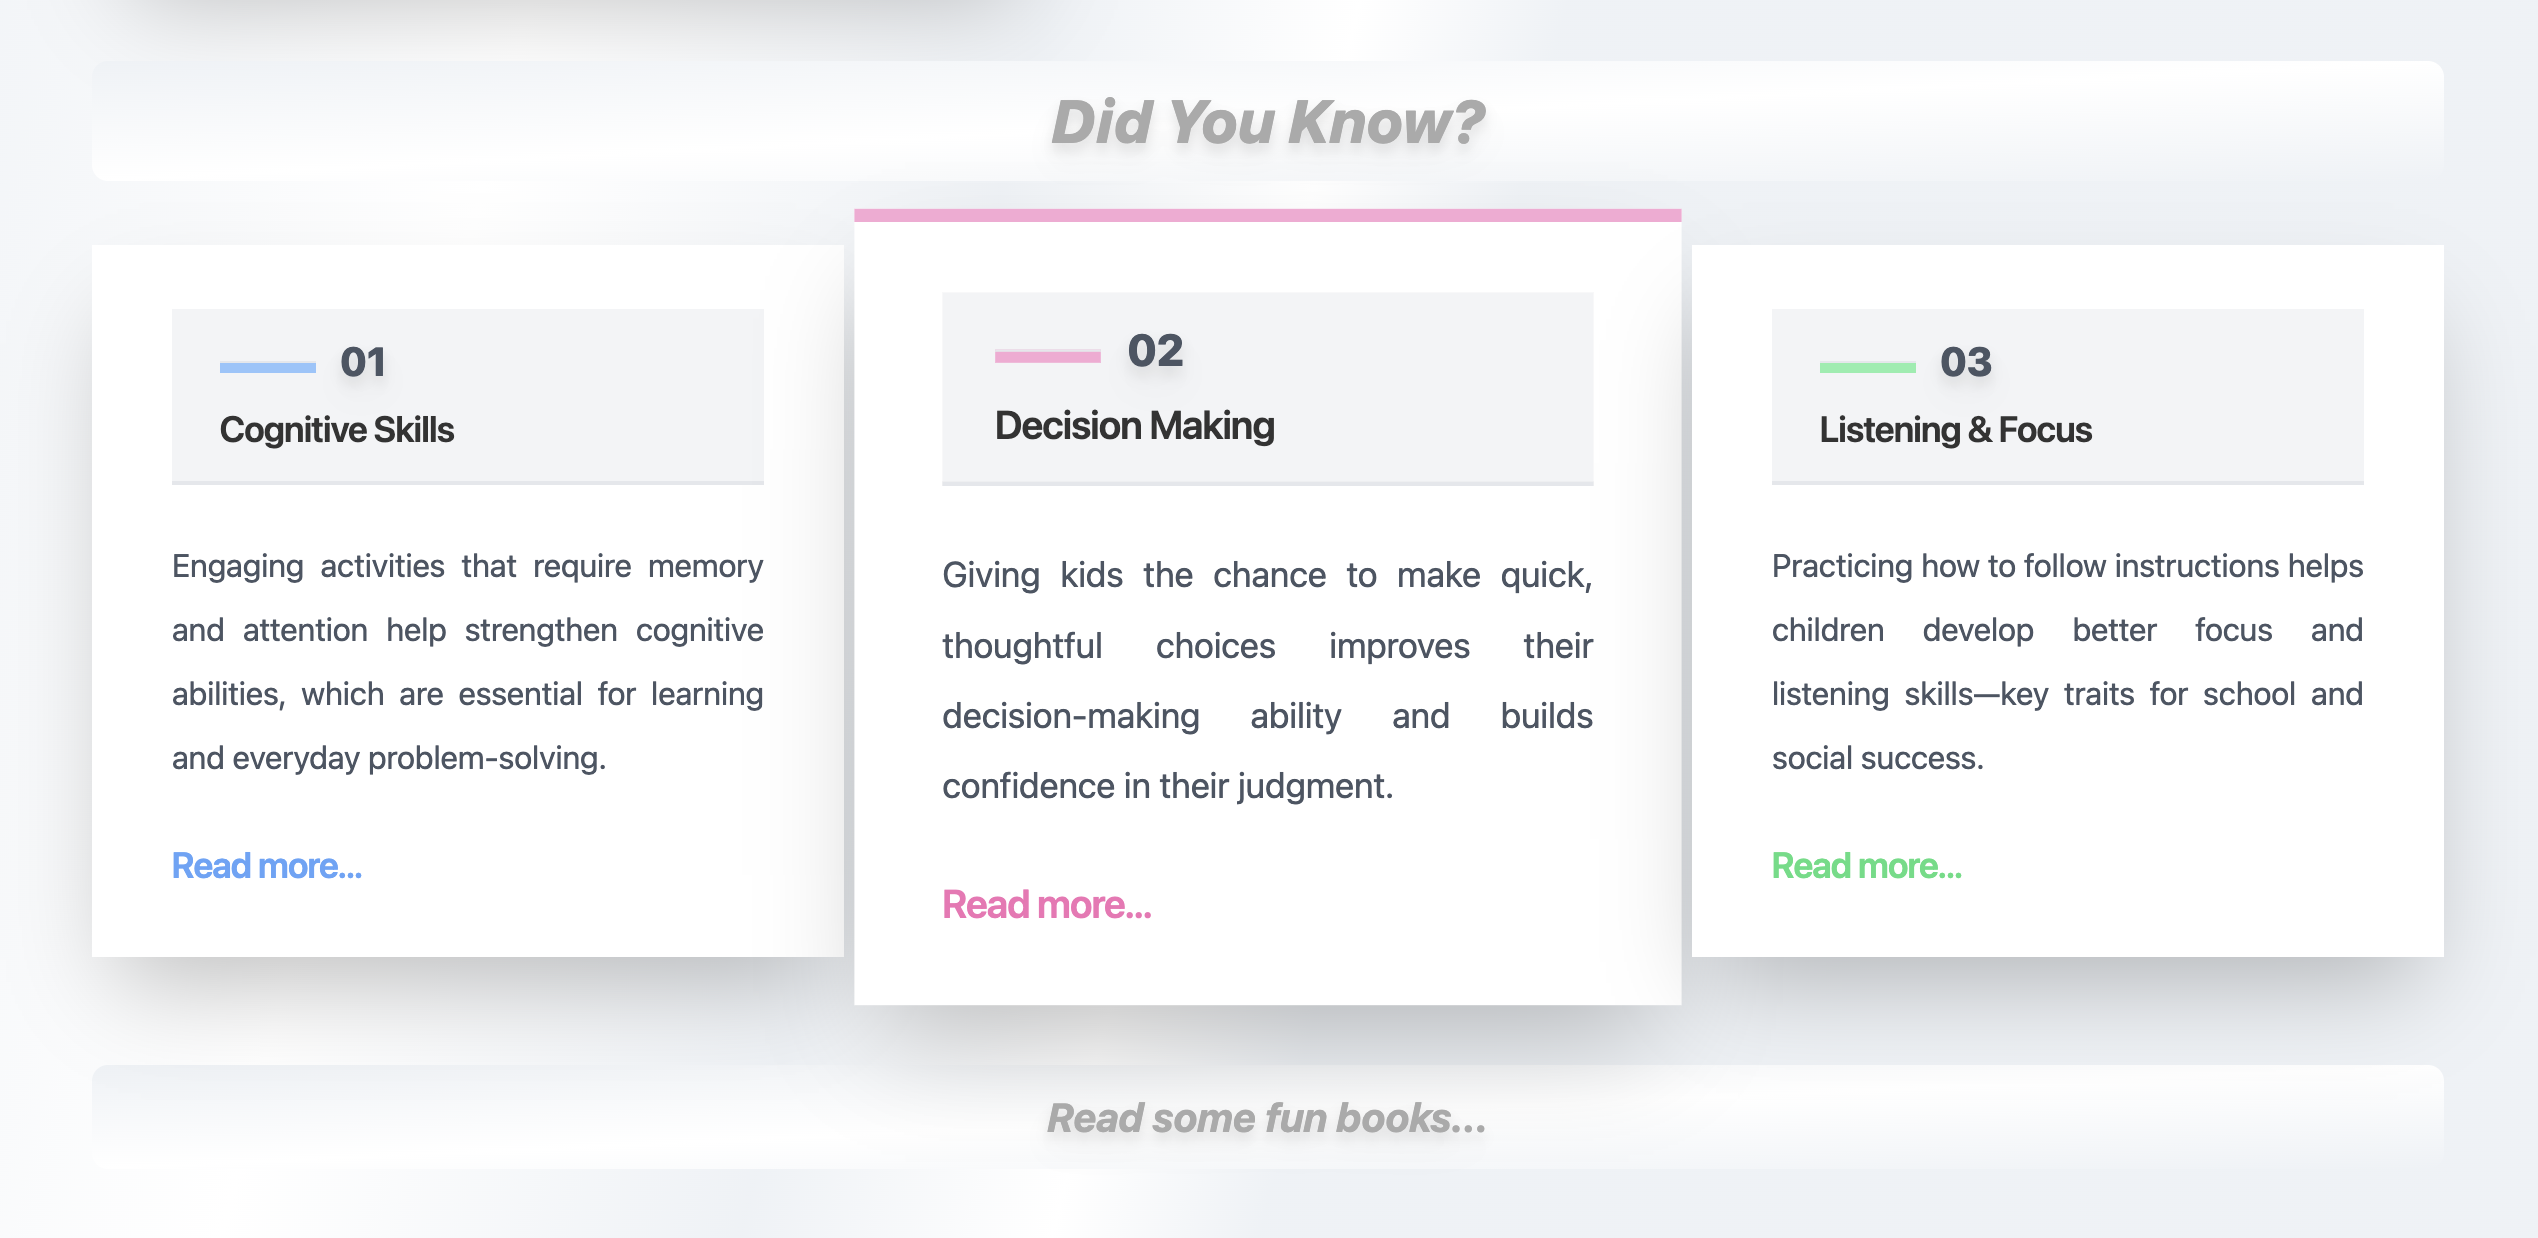 Did You Know?
01
Cognitive Skills
Engaging activities that require memory
and attention help strengthen cognitive
abilities, which are essential for learning
and everyday problem-solving.
Read more...
02
Decision Making
Giving kids the chance to make quick,
thoughtful choices improves their
decision-making ability and builds
confidence in their judgment.
Read more...
03
Listening & Focus
Practicing how to follow instructions helps
children develop better focus and
listening skills—key traits for school and
social success.
Read more...
Read some fun books...